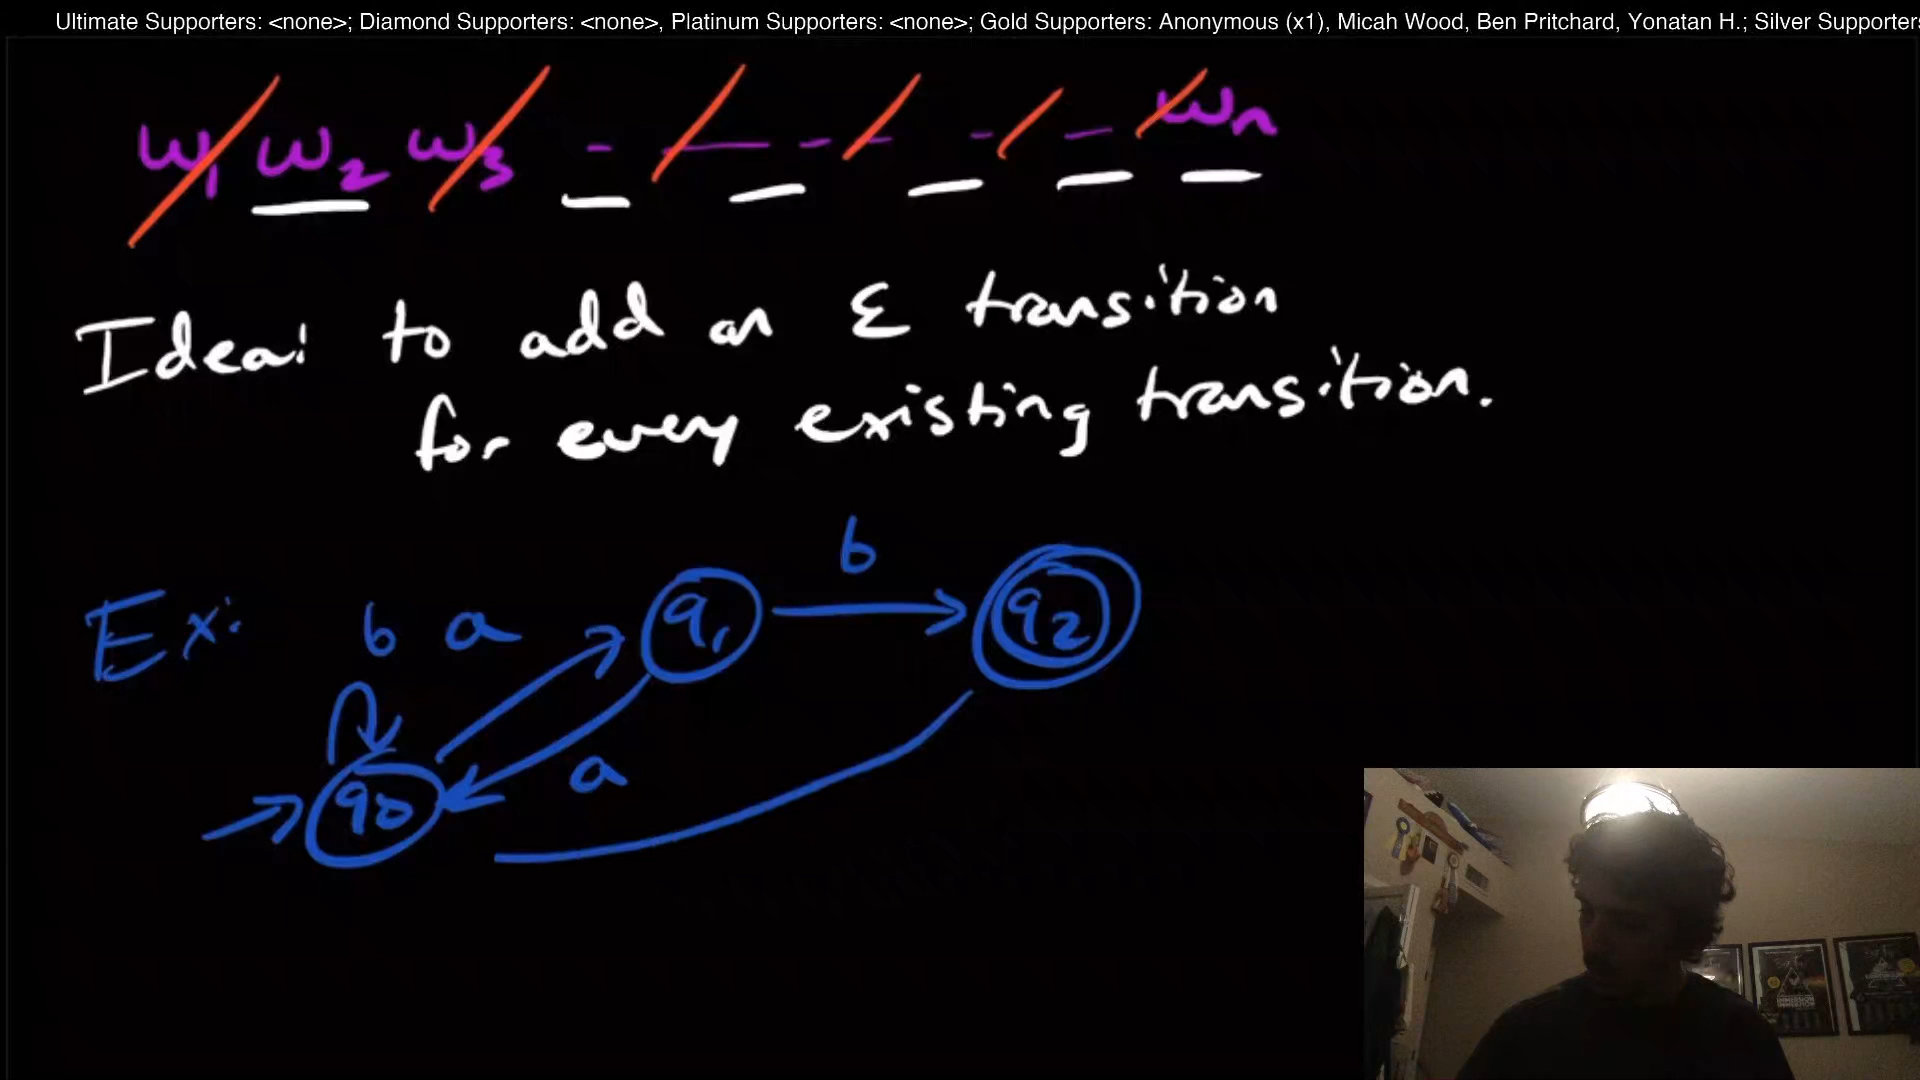 Ultimate Supporters: <none>; Diamond Supporters: <none>, Platinum Supporters: <none>; Gold Supporters: Anonymous (x1), Micah Wood, Ben Pritchard, Yonatan H.; Silver Supporters
w1 w2 w3 - — - - - - wn
Idea: to add an ε transition
for every existing transition.
Ex:
b a q1 b q2
a
q0